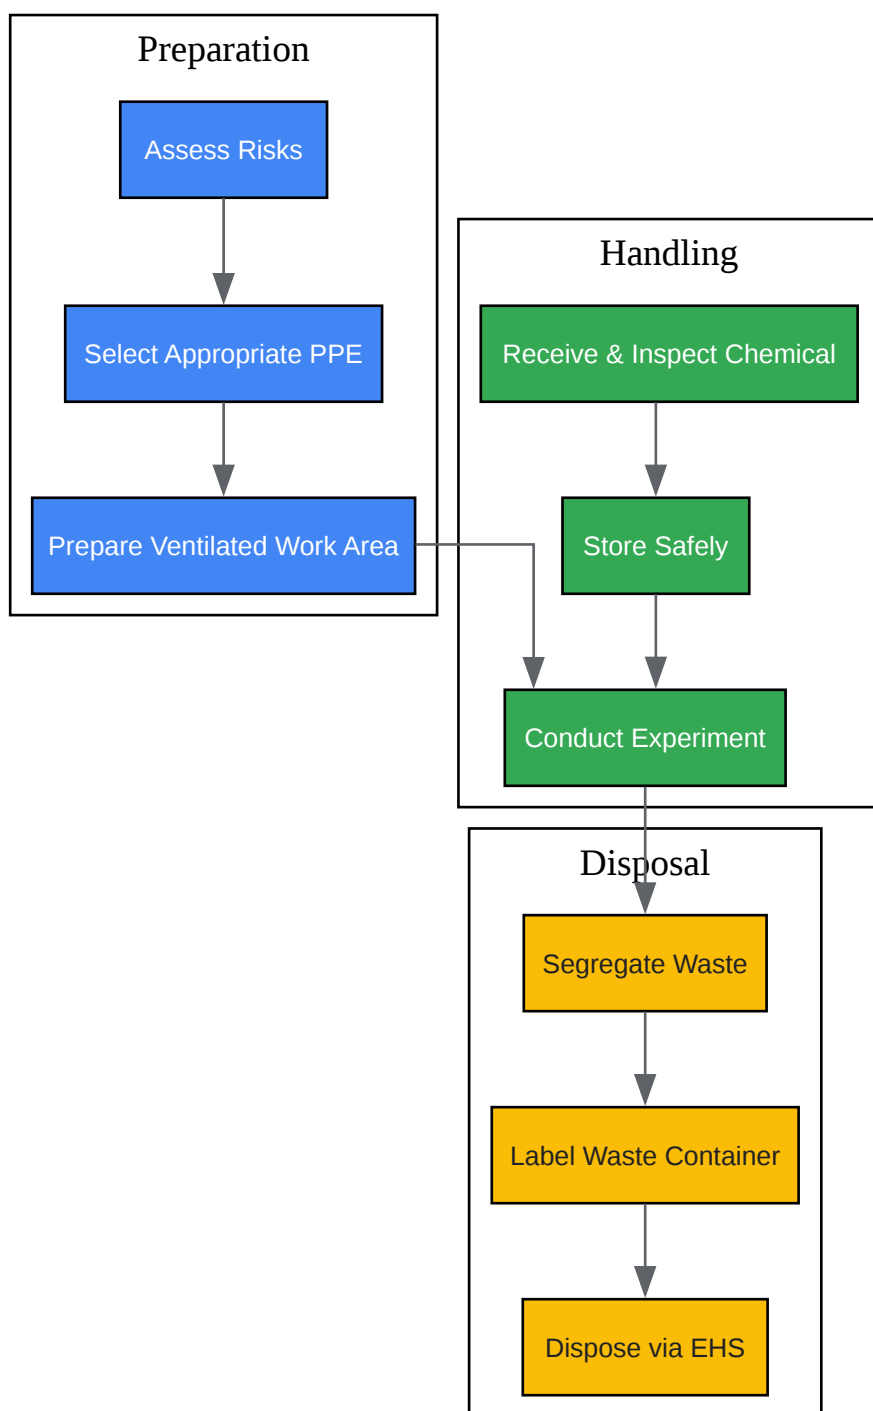 Preparation
Assess Risks
Select Appropriate PPE
Prepare Ventilated Work Area
Handling
Receive & Inspect Chemical
Store Safely
Conduct Experiment
Disposal
Segregate Waste
Label Waste Container
Dispose via EHS